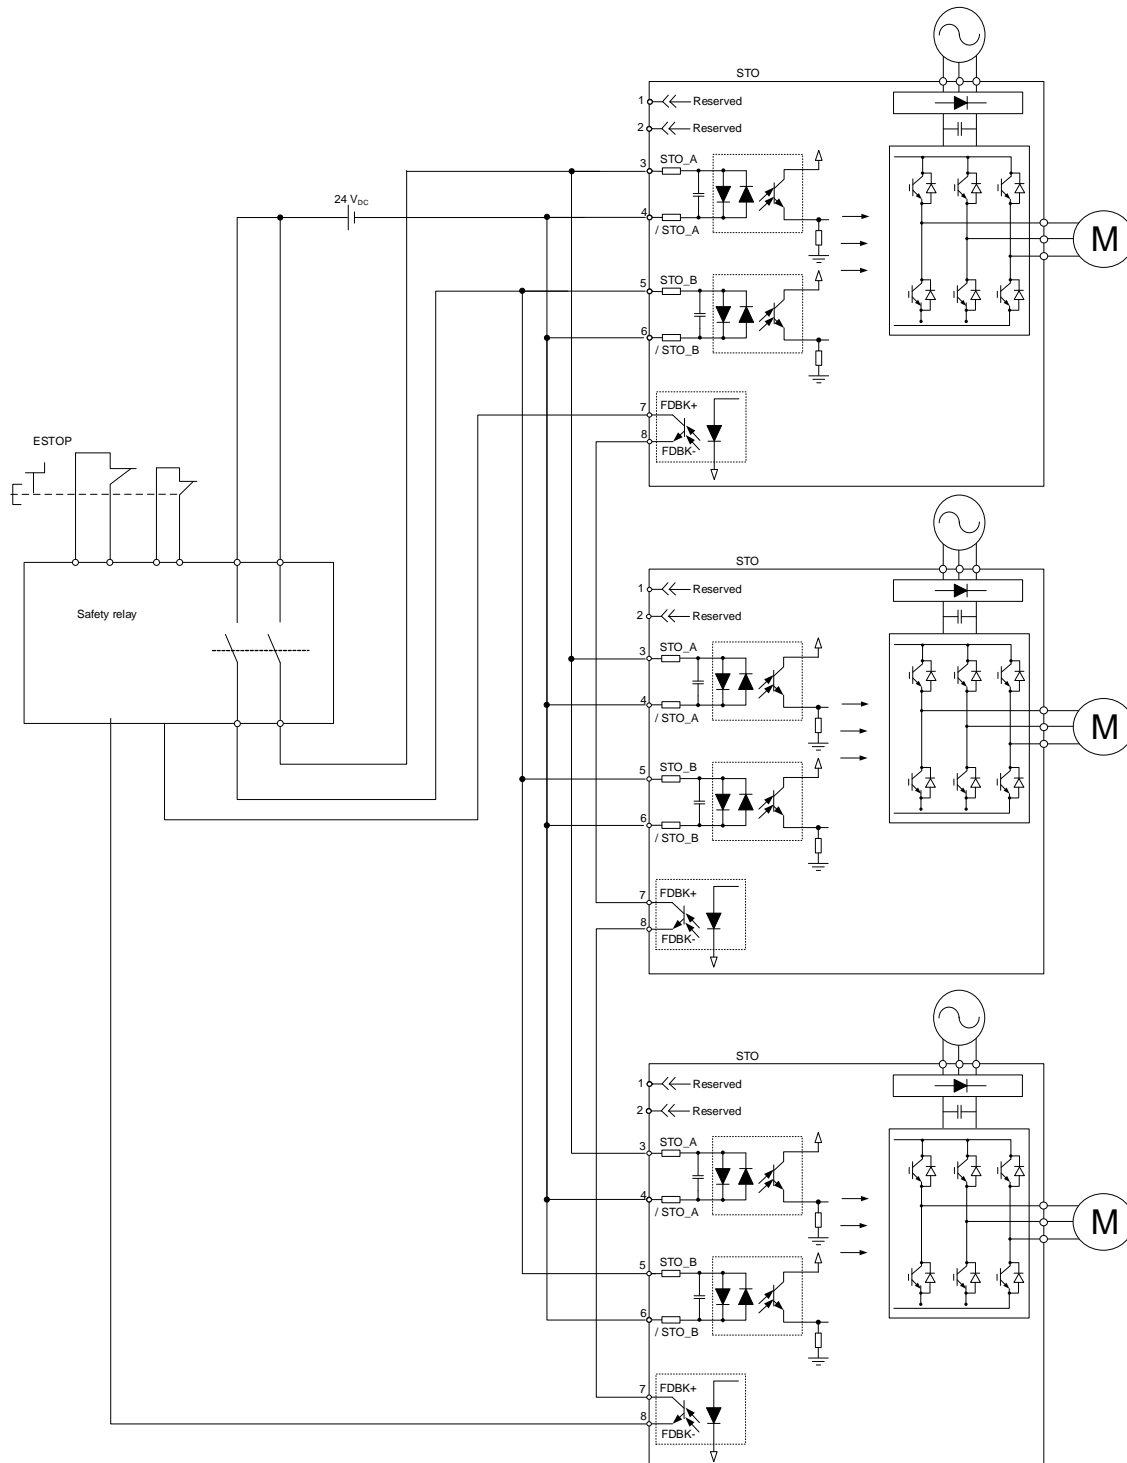 STO
1 Reserved
2 Reserved
3 STO_A
24 VDC
4 / STO_A
M
5 STO_B
6 / STO_B
7 FDBK+
8 FDBK-
ESTOP
Safety relay
STO
1 Reserved
2 Reserved
3 STO_A
4 / STO_A
M
5 STO_B
6 / STO_B
7 FDBK+
8 FDBK-
STO
1 Reserved
2 Reserved
3 STO_A
4 / STO_A
M
5 STO_B
6 / STO_B
7 FDBK+
8 FDBK-